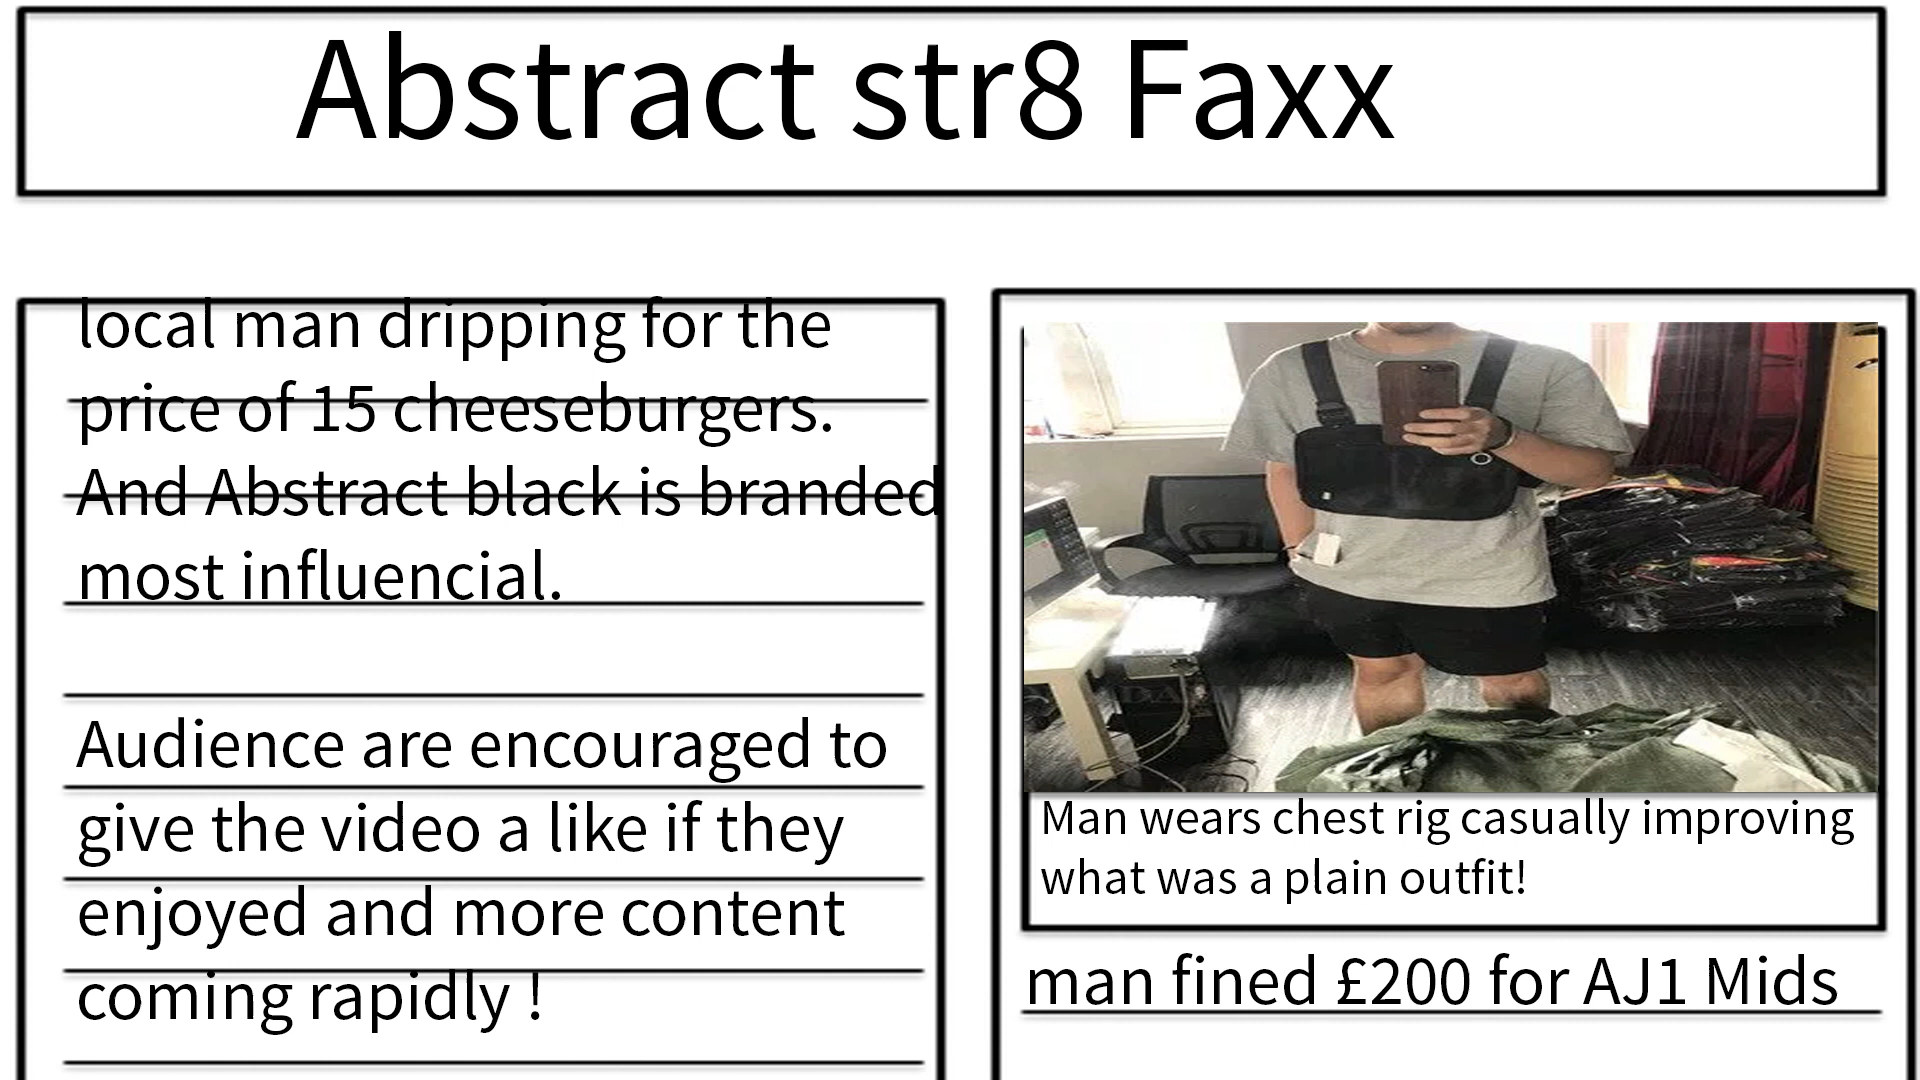 Abstract str8 Faxx
local man dripping for the
price of 15 cheeseburgers.
And Abstract black is branded
most influencial.
Audience are encouraged to
give the video a like if they
enjoyed and more content
coming rapidly !
Man wears chest rig casually improving
what was a plain outfit!
man fined £200 for AJ1 Mids